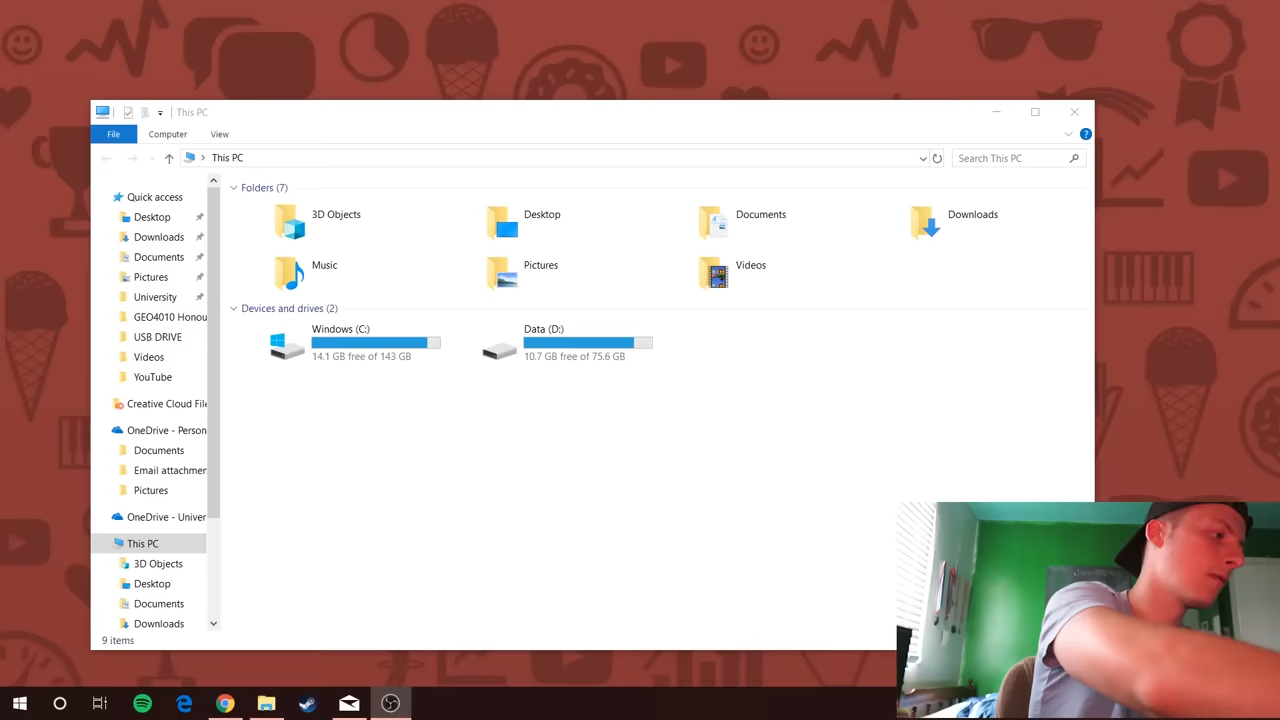 This PC
File
Computer
View
This PC
Search This PC
Quick access
Desktop
Downloads
Documents
Pictures
University
GEO4010 Honou
USB DRIVE
Videos
YouTube
Creative Cloud File
OneDrive - Person
Documents
Email attachmen
Pictures
OneDrive - Univer
This PC
3D Objects
Desktop
Documents
Downloads
Folders (7)
3D Objects
Desktop
Documents
Downloads
Music
Pictures
Videos
Devices and drives (2)
Windows (C:)
14.1 GB free of 143 GB
Data (D:)
10.7 GB free of 75.6 GB
9 items